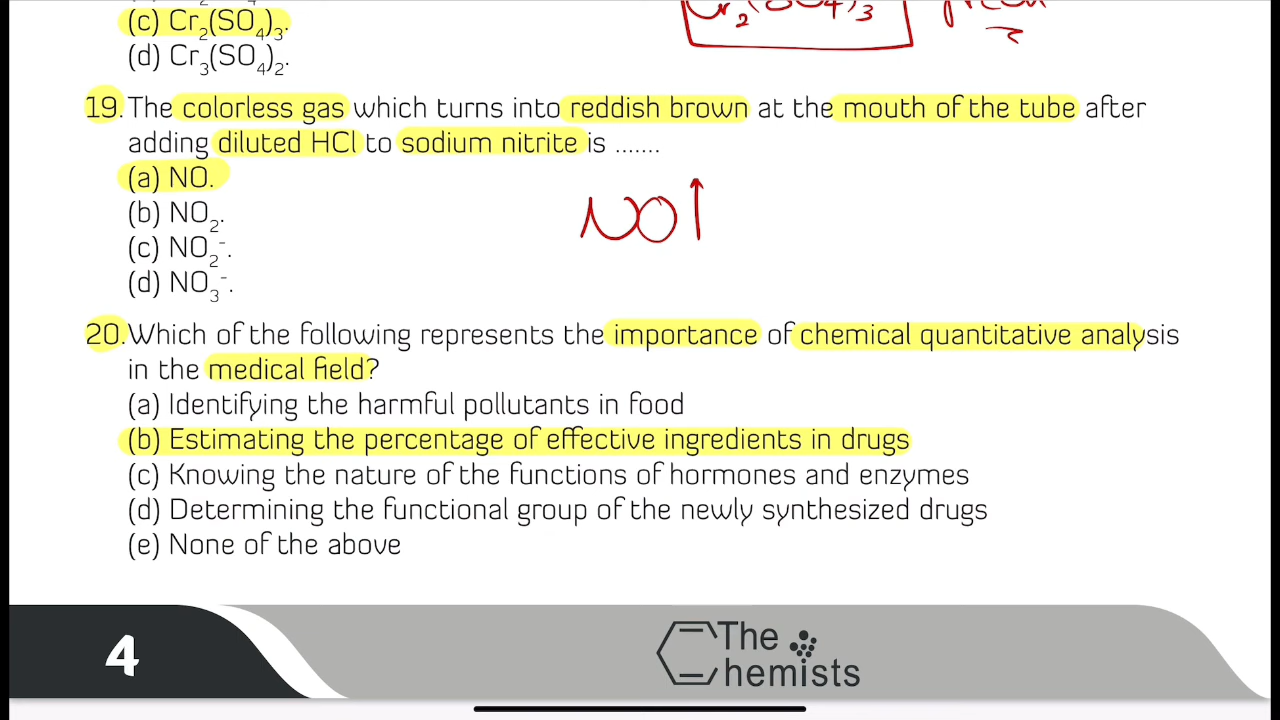 (c) Cr₂(SO₄)₃.
Cr₂(SO₄)₃
(d) Cr₃(SO₄)₂.
19. The colorless gas which turns into reddish brown at the mouth of the tube after
adding diluted HCl to sodium nitrite is .......
(a) NO.
NO↑
(b) NO₂.
(c) NO₂⁻.
(d) NO₃⁻.
20. Which of the following represents the importance of chemical quantitative analysis
in the medical field?
(a) Identifying the harmful pollutants in food
(b) Estimating the percentage of effective ingredients in drugs
(c) Knowing the nature of the functions of hormones and enzymes
(d) Determining the functional group of the newly synthesized drugs
(e) None of the above
4
The
Chemists